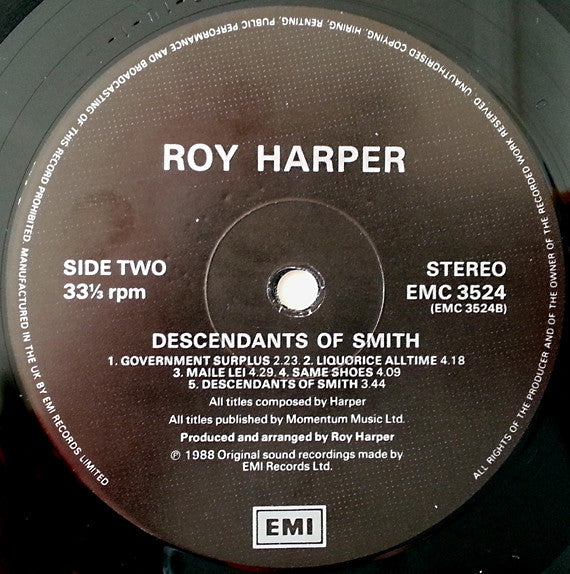 MANUFACTURED IN THE UK BY EMI RECORDS LIMITED
ALL RIGHTS OF THE PRODUCER AND OF THE OWNER OF THE RECORDED WORK RESERVED. UNAUTHORISED COPYING, HIRING, RENTING, PUBLIC PERFORMANCE AND BROADCASTING OF THIS RECORD PROHIBITED.
ROY HARPER
SIDE TWO
33⅓ rpm
STEREO
EMC 3524
(EMC 3524B)
DESCENDANTS OF SMITH
1. GOVERNMENT SURPLUS 2.23. 2. LIQUORICE ALLTIME 4.18
3. MAILE LEI 4.29. 4. SAME SHOES 4.09
5. DESCENDANTS OF SMITH 3.44
All titles composed by Harper
All titles published by Momentum Music Ltd.
Produced and arranged by Roy Harper
℗ 1988 Original sound recordings made by
EMI Records Ltd.
EMI